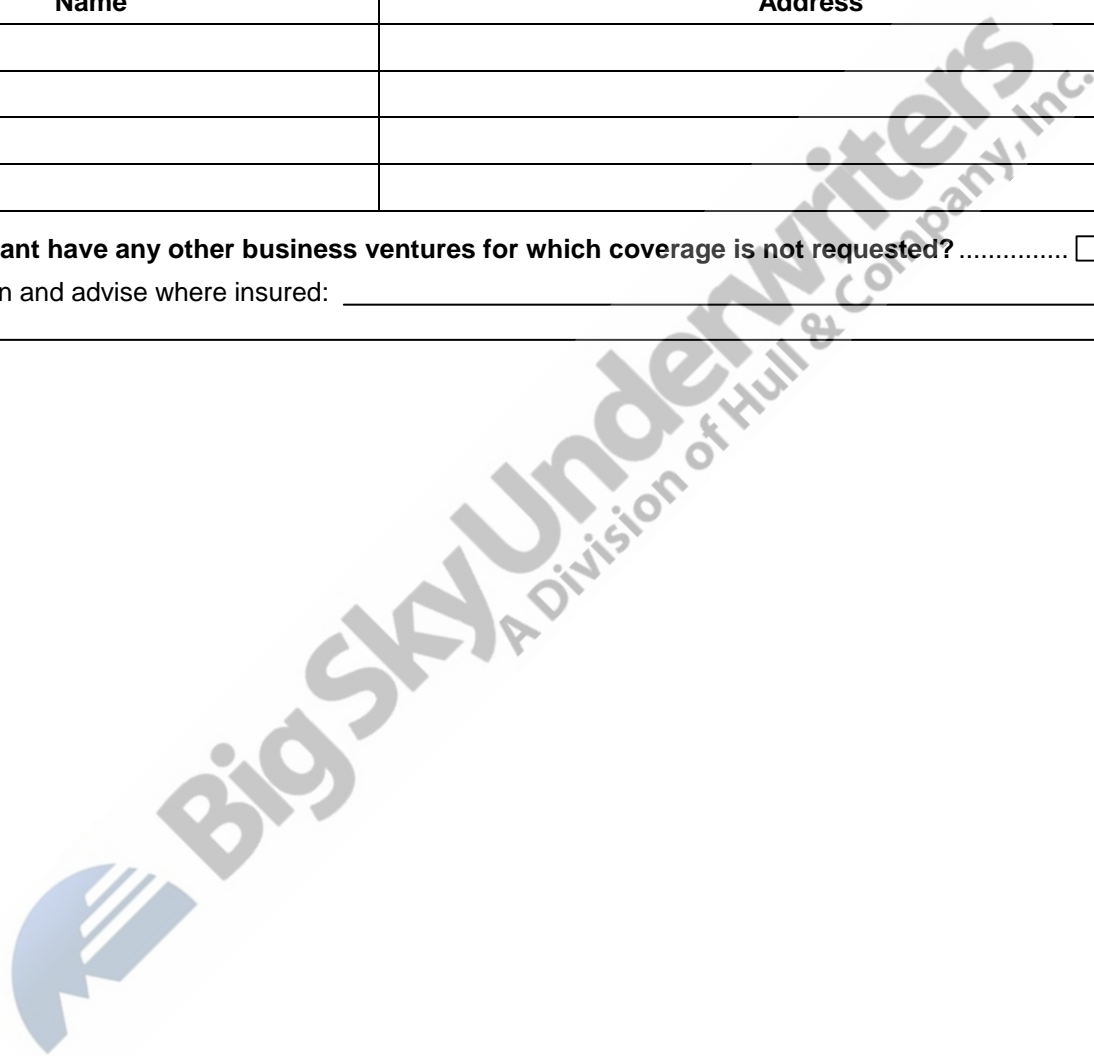 Name Address
ant have any other business ventures for which coverage is not requested? ...............
n and advise where insured:
Big Sky Underwriters
A Division of Hull & Company, Inc.